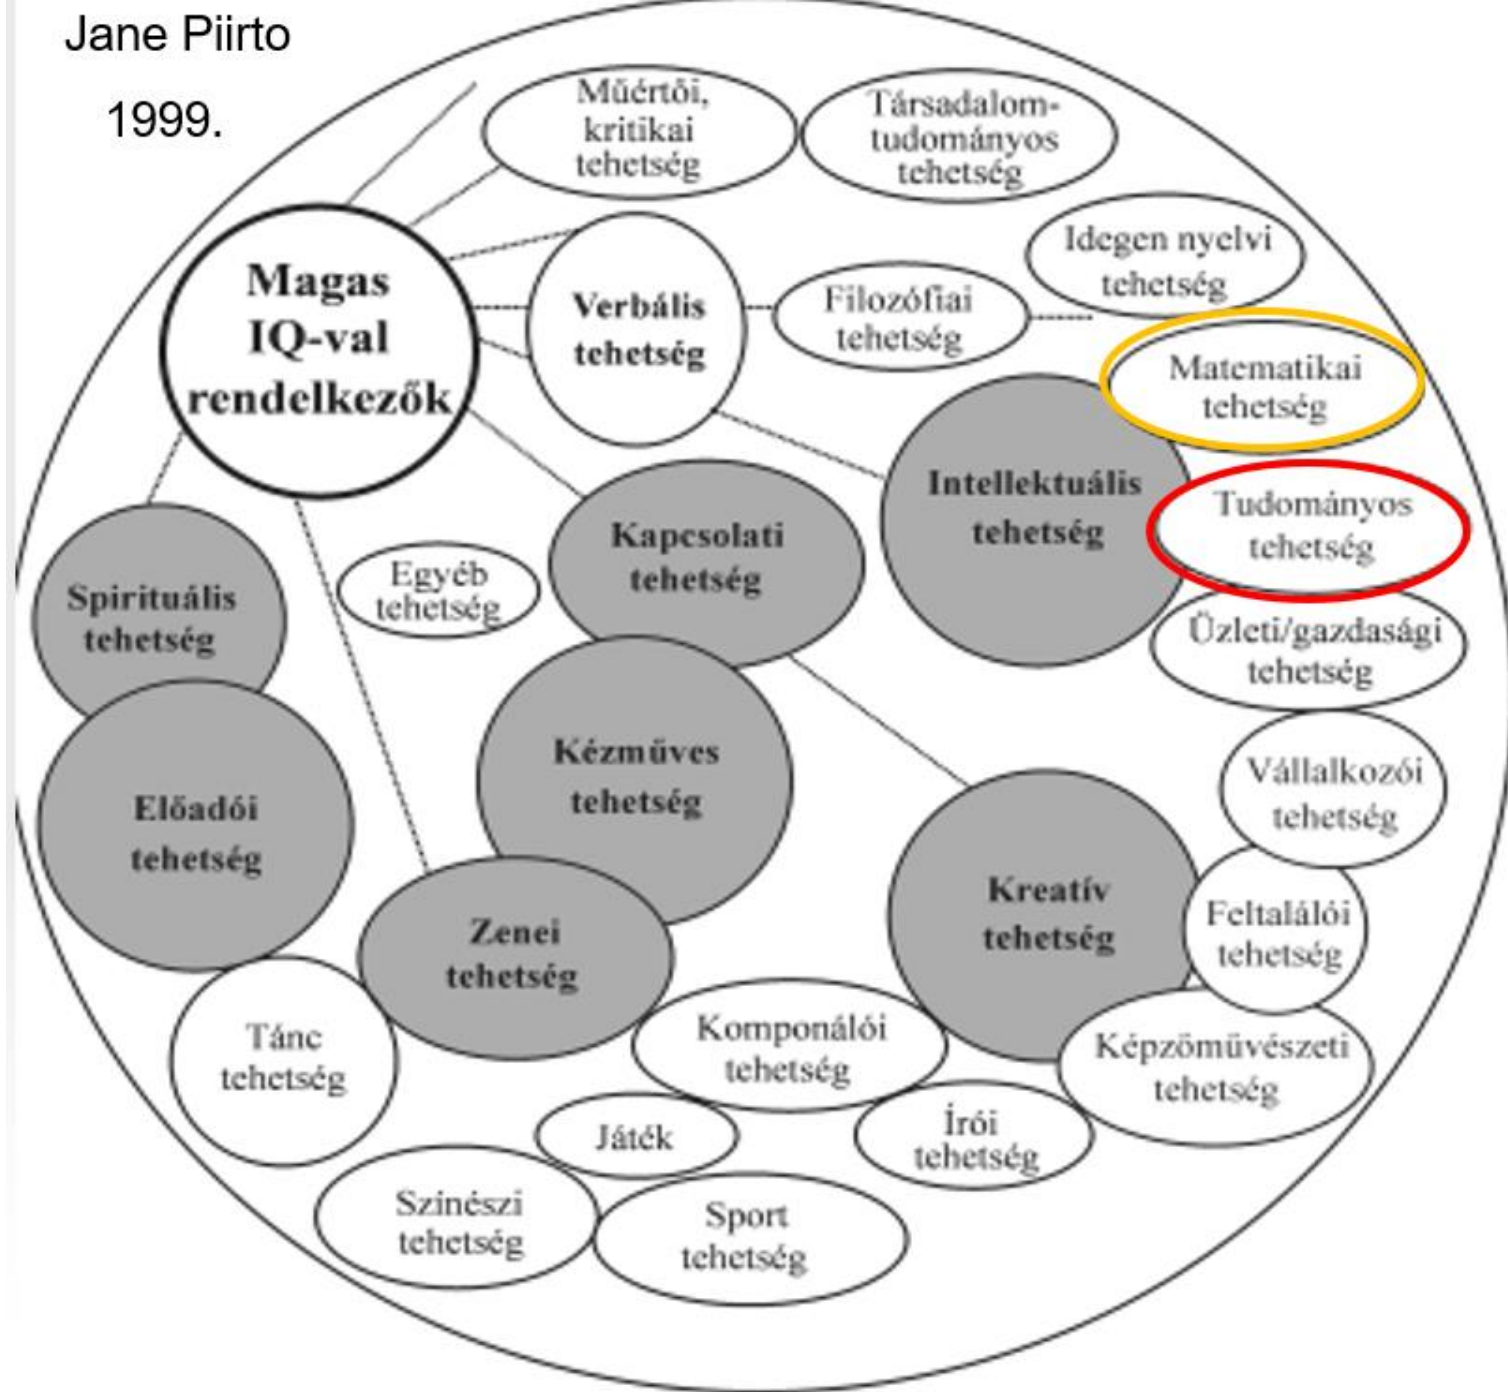 Jane Piirto
1999.
Műértői,
kritikai
tehetség
Társadalom-
tudományos
tehetség
Idegen nyelvi
tehetség
Magas
IQ-val
rendelkezők
Verbális
tehetség
Filozófiai
tehetség
Matematikai
tehetség
Intellektuális
tehetség
Tudományos
tehetség
Kapcsolati
tehetség
Egyéb
tehetség
Spirituális
tehetség
Üzleti/gazdasági
tehetség
Kézműves
tehetség
Vállalkozói
tehetség
Előadói
tehetség
Kreatív
tehetség
Feltalálói
tehetség
Zenei
tehetség
Tánc
tehetség
Komponálói
tehetség
Képzömüvészeti
tehetség
Játék
Írói
tehetség
Színészi
tehetség
Sport
tehetség